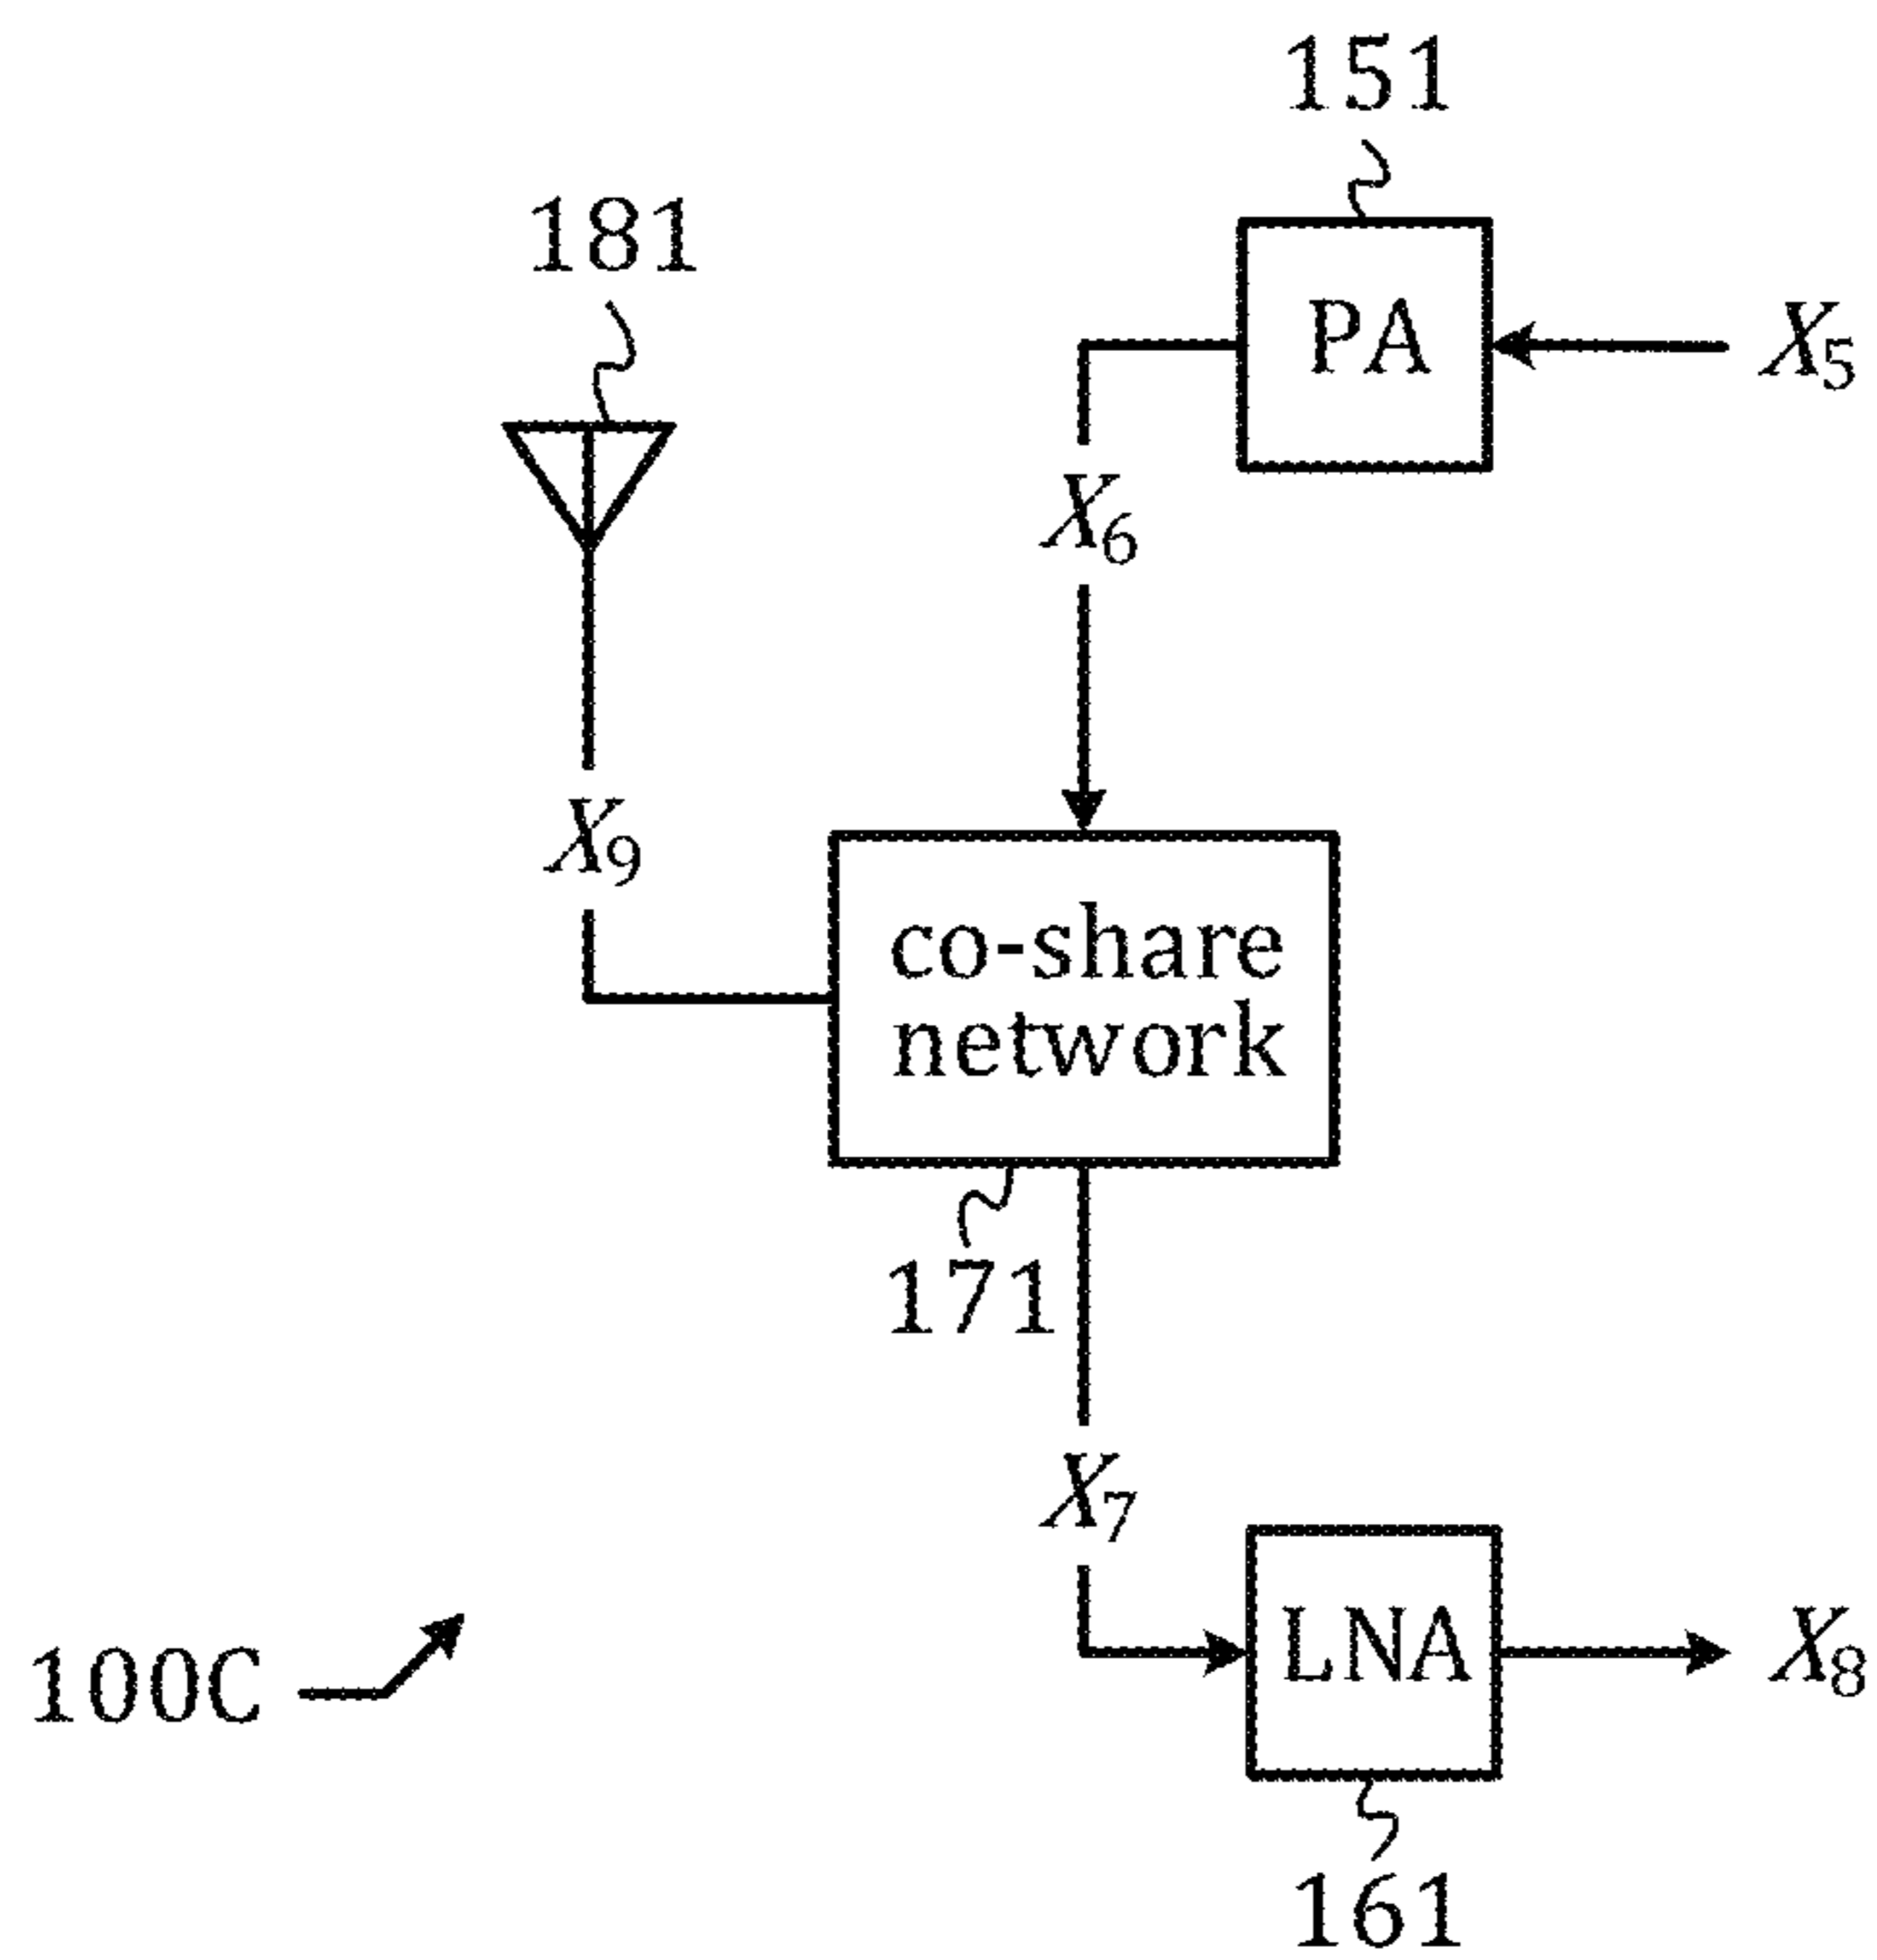 151
181
PA
X5
X6
X9
co-share
network
171
X7
LNA
X8
100C
161